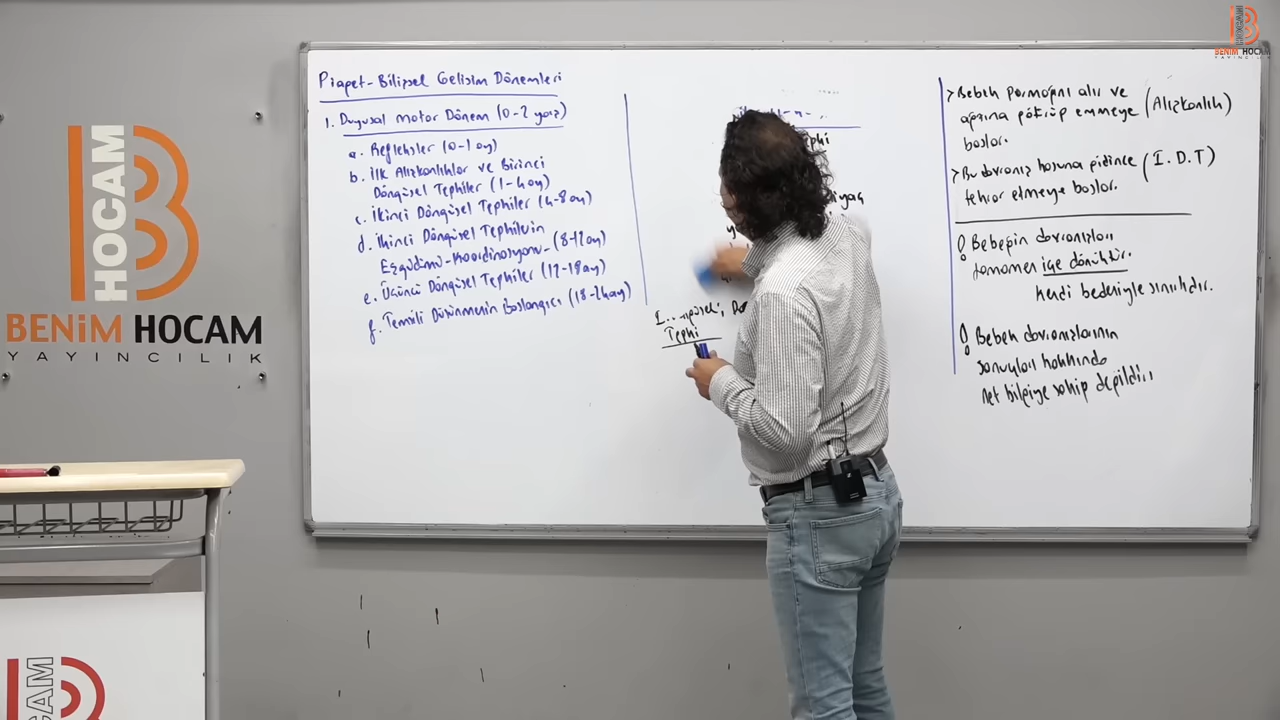 BENİM HOCAM
YAYINCILIK
HOCAM
BENİM HOCAM
YAYINCILIK
Piaget-Bilişsel Gelişim Dönemleri
1. Duyusal Motor Dönem (0-2 yaş)
a. Refleksler (0-1 ay)
b. İlk Alışkanlıklar ve Birinci
Döngüsel Tepkiler (1-4 ay)
c. İkinci Döngüsel Tepkiler (4-8 ay)
d. İkinci Döngüsel Tepkilerin
Eşgüdümü-Koordinasyonu- (8-12 ay)
e. Üçüncü Döngüsel Tepkiler (12-18 ay)
f. Temsili Düşünmenin Başlangıcı (18-24 ay)
Tepki
> Bebek parmağını alır ve
ağzına götürüp emmeye (Alışkanlık)
başlar.
> Bu davranış hoşuna gidince (I. D. T)
tekrar etmeye başlar.
! Bebeğin davranışları
tamamen içe dönüktür.
Kendi bedeniyle sınırlıdır.
! Bebek davranışlarının
sonuçları hakkında
net bilgiye sahip değildir
CAM